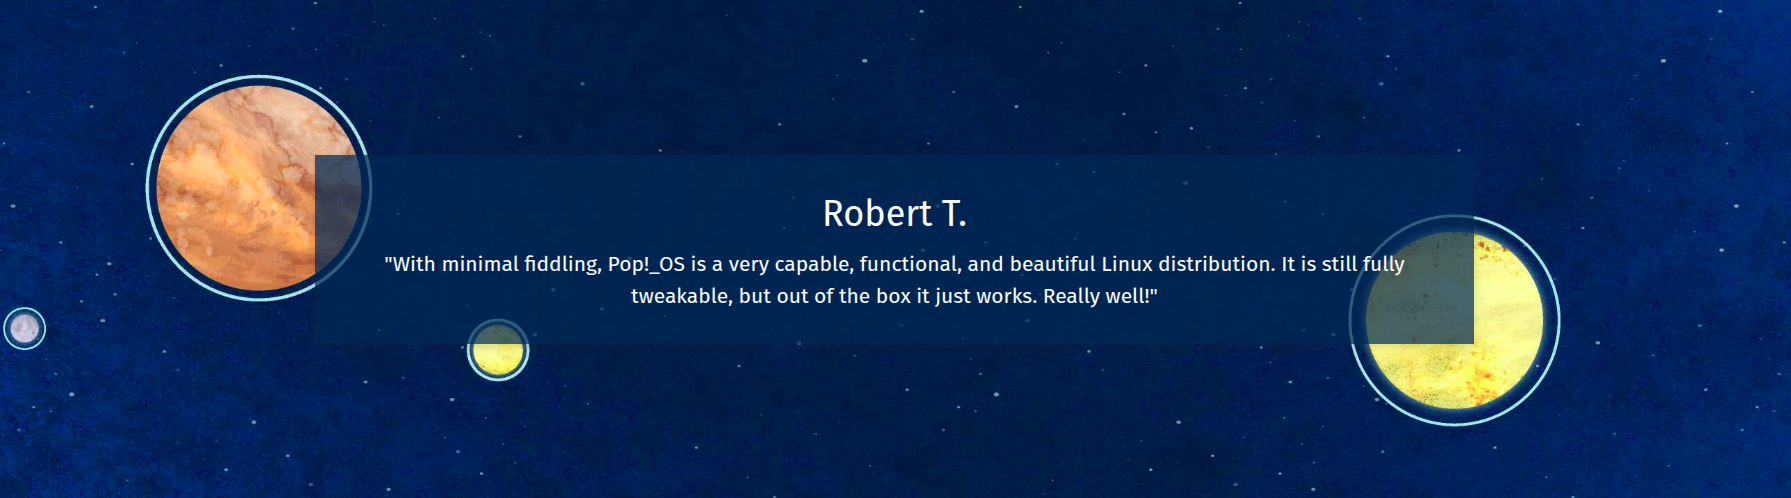 Robert T.
"With minimal fiddling, Pop!_OS is a very capable, functional, and beautiful Linux distribution. It is still fully
tweakable, but out of the box it just works. Really well!"